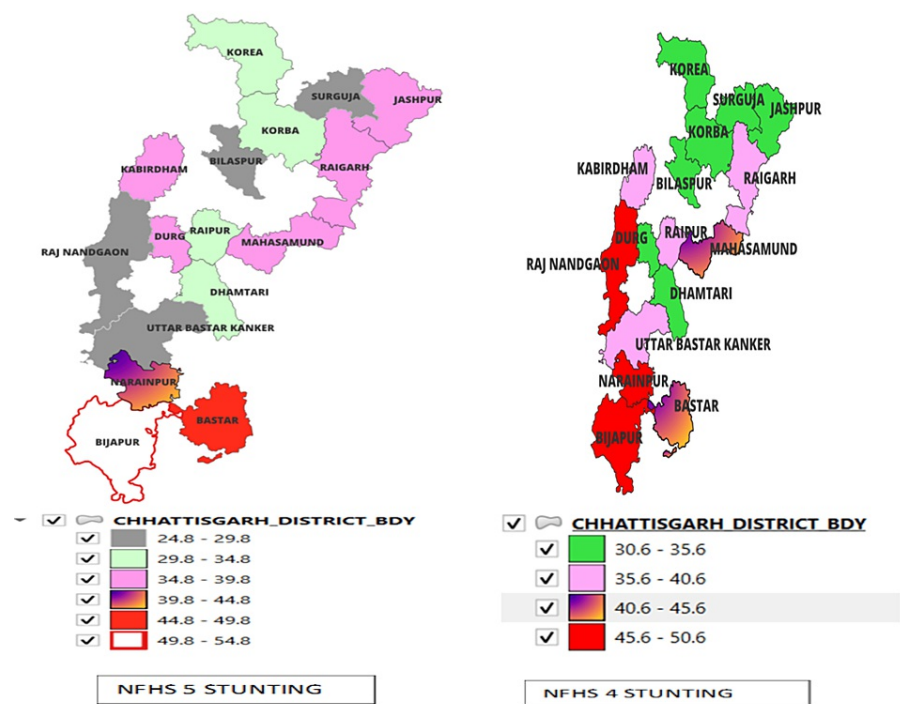 KOREA
SURGUJA
JASHPUR
KORBA
BILASPUR
KABIRDHAM
RAIGARH
DURG
RAIPUR
MAHASAMUND
RAJ NANDGAON
DHAMTARI
UTTAR BASTAR KANKER
NARAINPUR
BASTAR
BIJAPUR
CHHATTISGARH_DISTRICT_BDY
24.8 - 29.8
29.8 - 34.8
34.8 - 39.8
39.8 - 44.8
44.8 - 49.8
49.8 - 54.8
NFHS 5 STUNTING
KOREA
SURGUJA
JASHPUR
KORBA
KABIRDHAM
BILASPUR
RAIGARH
DURG
RAIPUR
MAHASAMUND
RAJ NANDGAON
DHAMTARI
UTTAR BASTAR KANKER
NARAINPUR
BASTAR
BIJAPUR
CHHATTISGARH_DISTRICT_BDY
30.6 - 35.6
35.6 - 40.6
40.6 - 45.6
45.6 - 50.6
NFHS 4 STUNTING